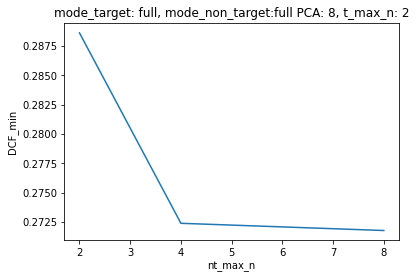 mode_target: full, mode_non_target:full PCA: 8, t_max_n: 2
0.2875
0.2850
0.2825
0.2800
0.2775
0.2750
0.2725
DCF_min
2 3 4 5 6 7 8
nt_max_n